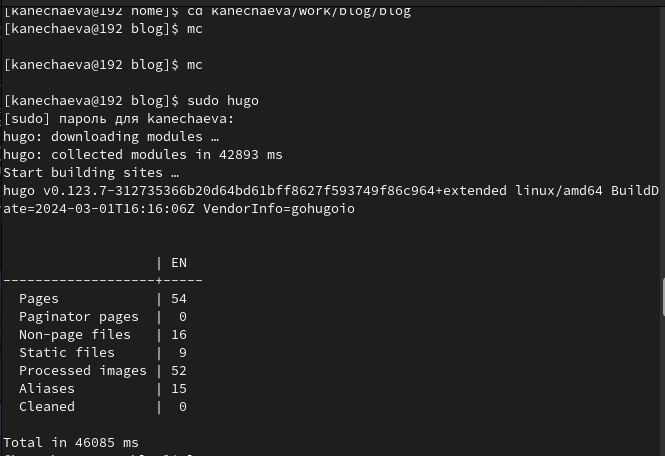 [kanechaeva@192 home]$ cd kanechaeva/work/blog/blog
[kanechaeva@192 blog]$ mc
[kanechaeva@192 blog]$ mc
[kanechaeva@192 blog]$ sudo hugo
[sudo] пароль для kanechaeva:
hugo: downloading modules …
hugo: collected modules in 42893 ms
Start building sites …
hugo v0.123.7-312735366b20d64bd61bff8627f593749f86c964+extended linux/amd64 BuildD
ate=2024-03-01T16:16:06Z VendorInfo=gohugoio
                   | EN
-------------------+-----
  Pages            | 54
  Paginator pages  |  0
  Non-page files   | 16
  Static files     |  9
  Processed images | 52
  Aliases          | 15
  Cleaned          |  0
Total in 46085 ms